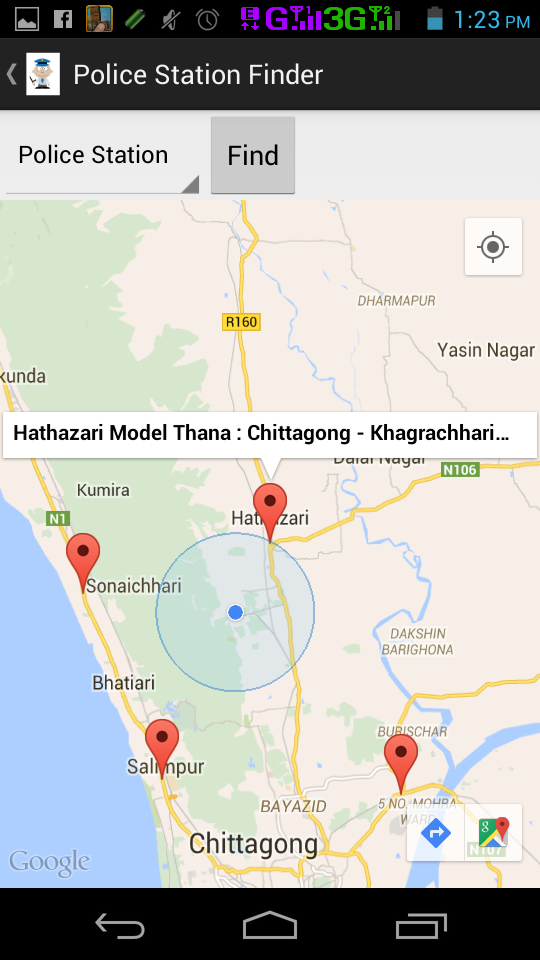 G 3G 1:23 PM
Police Station Finder
Police Station Find
R160
DHARMAPUR
Yasin Nagar
kunda
Hathazari Model Thana : Chittagong - Khagrachhari...
Dalal Nagar
N106
Kumira
N1
Hathazari
Sonaichhari
DAKSHIN
BARIGHONA
Bhatiari
BURISCHAR
Salimpur
BAYAZID
5 NO. MOHRA
WARD
Chittagong
N107
Google